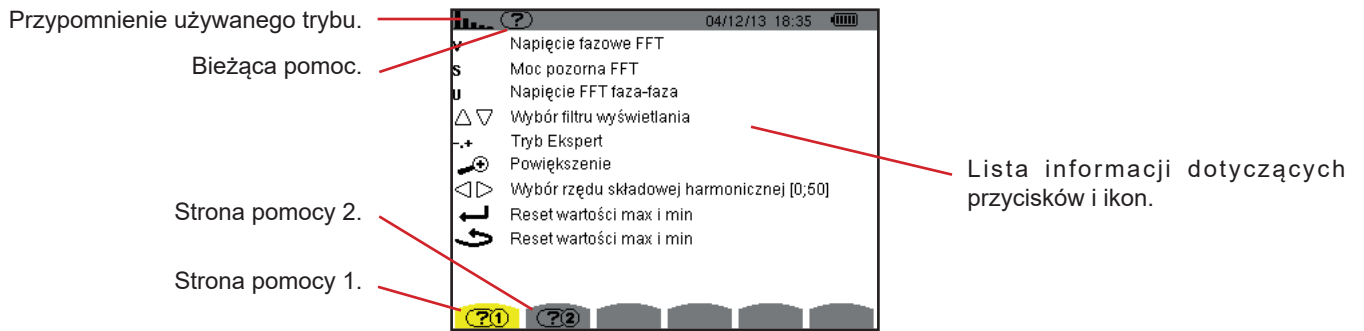 Przypomnienie używanego trybu.
Bieżąca pomoc.
Strona pomocy 2.
Strona pomocy 1.
? 04/12/13 18:35
V Napięcie fazowe FFT
S Moc pozorna FFT
U Napięcie FFT faza-faza
Wybór filtru wyświetlania
-.+ Tryb Ekspert
Powiększenie
Wybór rzędu składowej harmonicznej [0;50]
Reset wartości max i min
Reset wartości max i min
?1 ?2
Lista informacji dotyczących
przycisków i ikon.